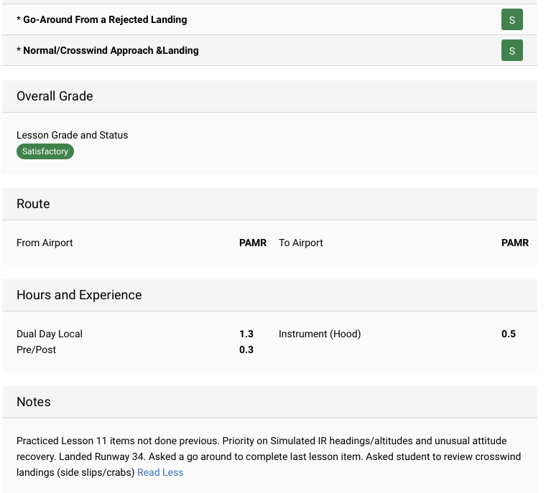 * Go-Around From a Rejected Landing S
* Normal/Crosswind Approach &Landing S
Overall Grade
Lesson Grade and Status
Satisfactory
Route
From Airport PAMR To Airport PAMR
Hours and Experience
Dual Day Local 1.3 Instrument (Hood) 0.5
Pre/Post 0.3
Notes
Practiced Lesson 11 items not done previous. Priority on Simulated IR headings/altitudes and unusual attitude
recovery. Landed Runway 34. Asked a go around to complete last lesson item. Asked student to review crosswind
landings (side slips/crabs) Read Less